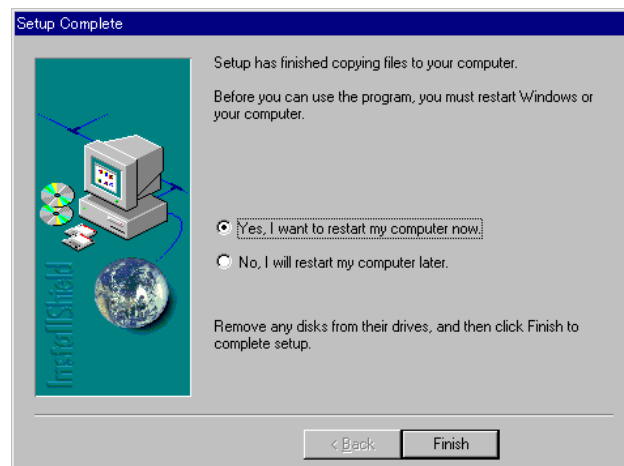 Setup Complete
Setup has finished copying files to your computer.
Before you can use the program, you must restart Windows or
your computer.
Yes, I want to restart my computer now.
No, I will restart my computer later.
Remove any disks from their drives, and then click Finish to
complete setup.
InstallShield
< Back
Finish